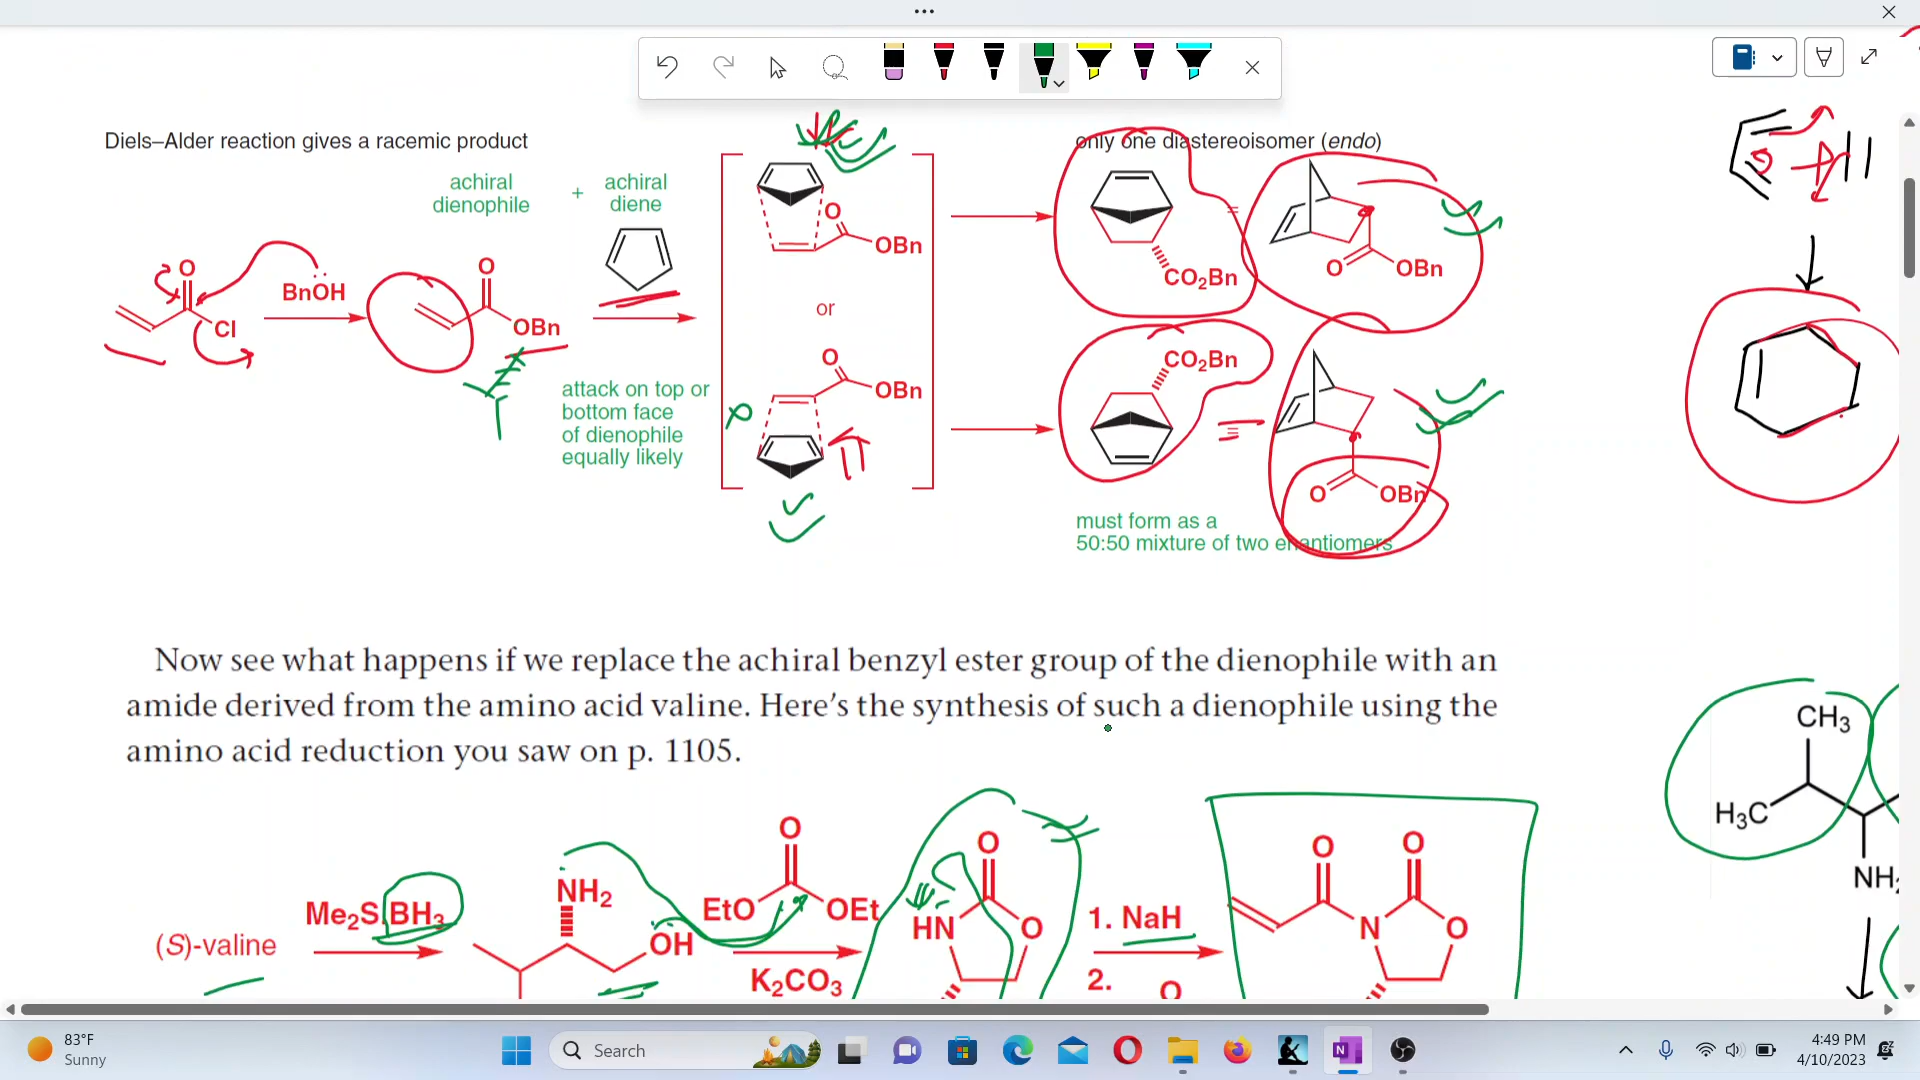 Diels–Alder reaction gives a racemic product
only one diastereoisomer (endo)
achiral dienophile
+
achiral diene
O
Cl
BnOH
O
OBn
O
OBn
or
O
OBn
attack on top or
bottom face
of dienophile
equally likely
CO2Bn
=
O
OBn
CO2Bn
≡
O
OBn
must form as a
50:50 mixture of two enantiomers
Now see what happens if we replace the achiral benzyl ester group of the dienophile with an
amide derived from the amino acid valine. Here's the synthesis of such a dienophile using the
amino acid reduction you saw on p. 1105.
CH3
H3C
NH2
(S)-valine
Me2S.BH3
NH2
OH
O
EtO
OEt
K2CO3
O
HN
O
1. NaH
2.
O
O
O
N
O
83°F
Sunny
Search
4:49 PM
4/10/2023